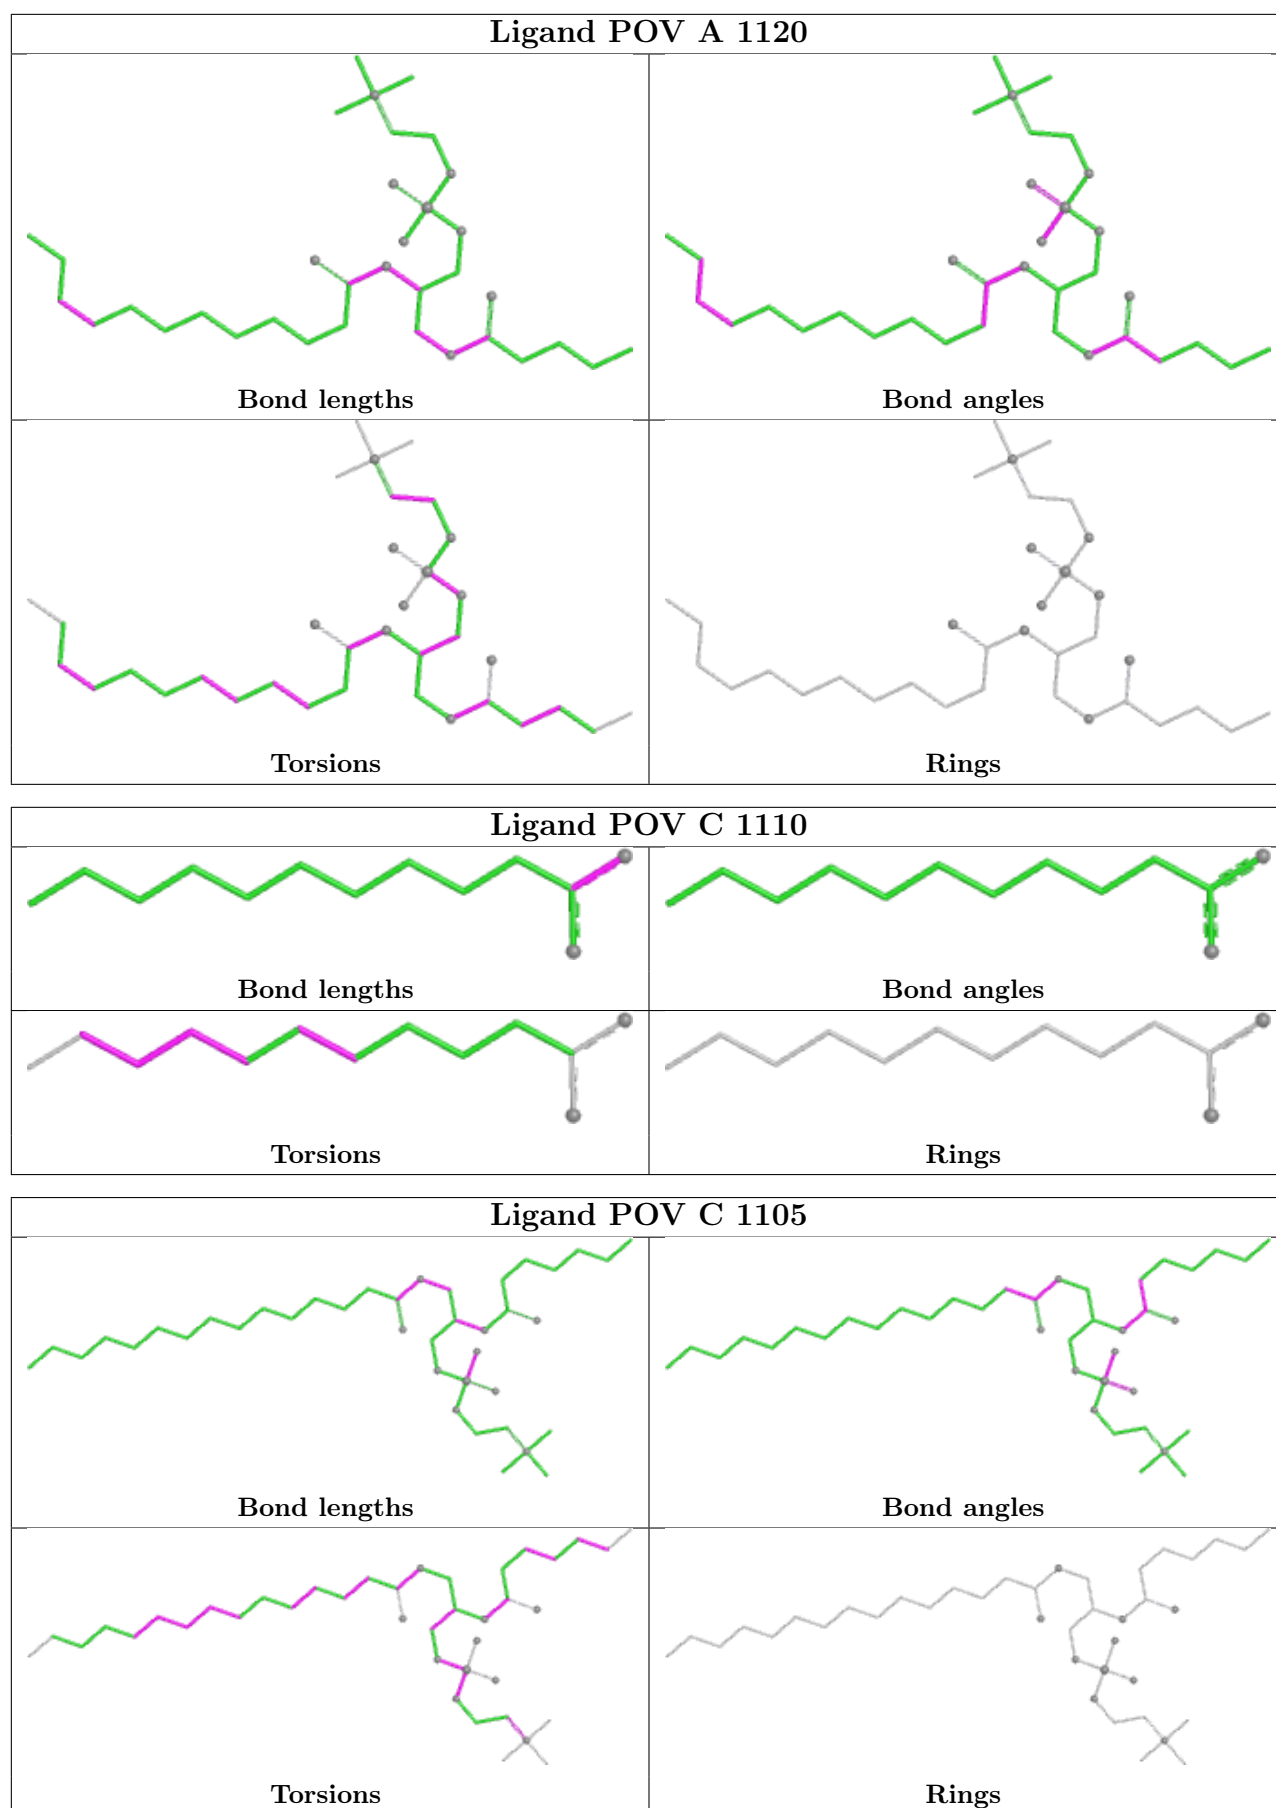 Ligand POV A 1120
Bond lengths
Bond angles
Torsions
Rings
Ligand POV C 1110
Bond lengths
Bond angles
Torsions
Rings
Ligand POV C 1105
Bond lengths
Bond angles
Torsions
Rings